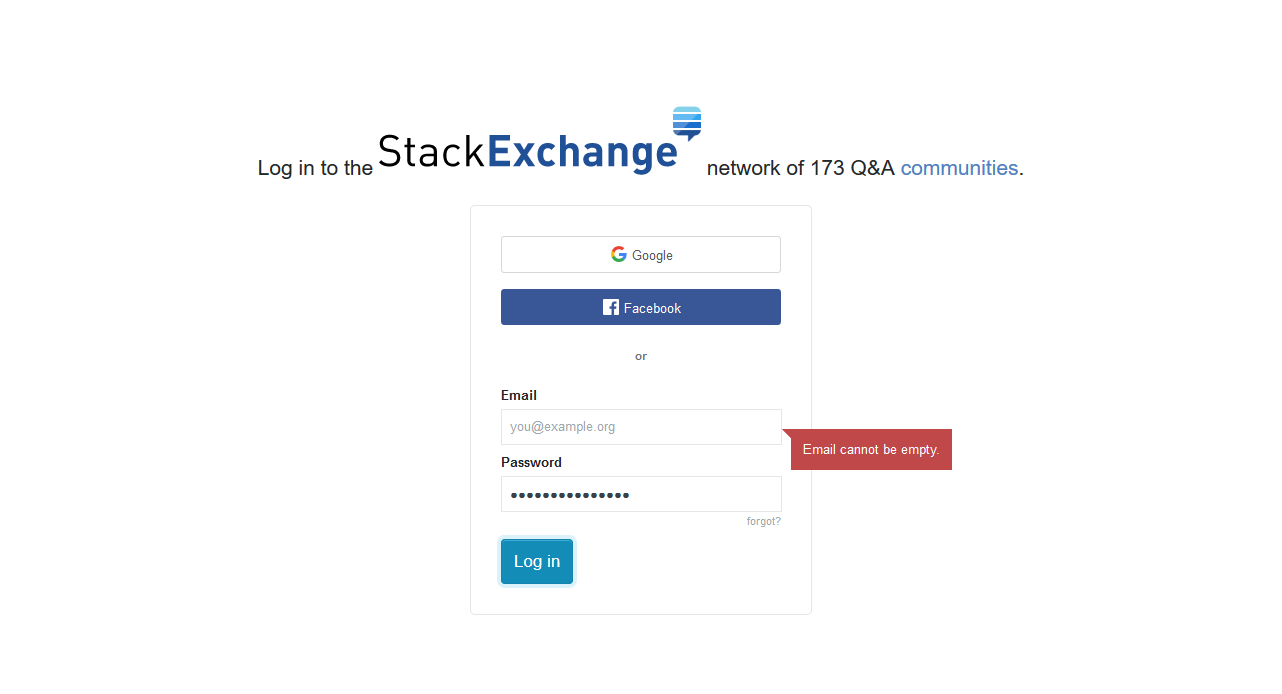 Log in to the StackExchange network of 173 Q&A communities.
Google
Facebook
or
Email
you@example.org
Email cannot be empty.
Password
•••••••••••••••
forgot?
Log in